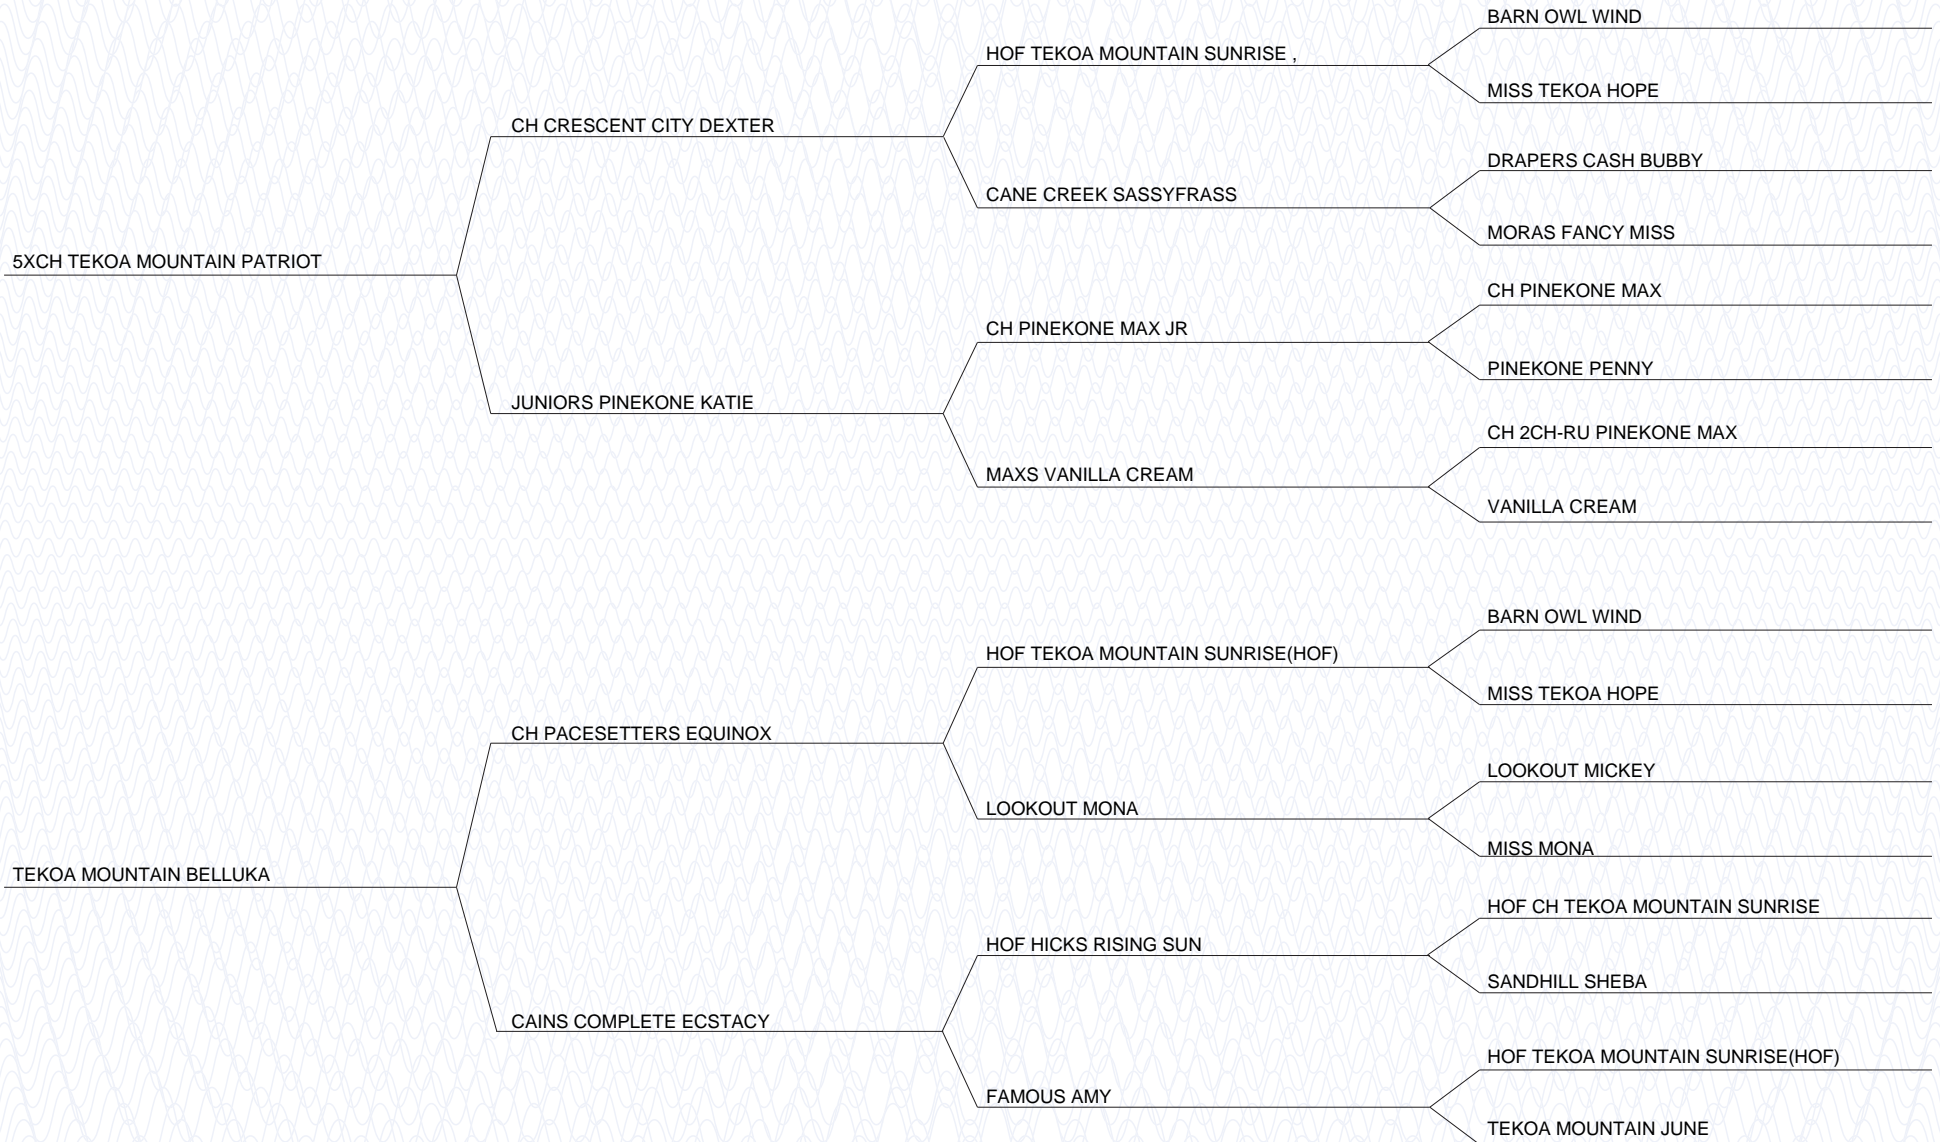 BARN OWL WIND
HOF TEKOA MOUNTAIN SUNRISE ,
MISS TEKOA HOPE
CH CRESCENT CITY DEXTER
DRAPERS CASH BUBBY
CANE CREEK SASSYFRASS
MORAS FANCY MISS
5XCH TEKOA MOUNTAIN PATRIOT
CH PINEKONE MAX
CH PINEKONE MAX JR
PINEKONE PENNY
JUNIORS PINEKONE KATIE
CH 2CH-RU PINEKONE MAX
MAXS VANILLA CREAM
VANILLA CREAM
BARN OWL WIND
HOF TEKOA MOUNTAIN SUNRISE(HOF)
MISS TEKOA HOPE
CH PACESETTERS EQUINOX
LOOKOUT MICKEY
LOOKOUT MONA
MISS MONA
TEKOA MOUNTAIN BELLUKA
HOF CH TEKOA MOUNTAIN SUNRISE
HOF HICKS RISING SUN
SANDHILL SHEBA
CAINS COMPLETE ECSTACY
HOF TEKOA MOUNTAIN SUNRISE(HOF)
FAMOUS AMY
TEKOA MOUNTAIN JUNE